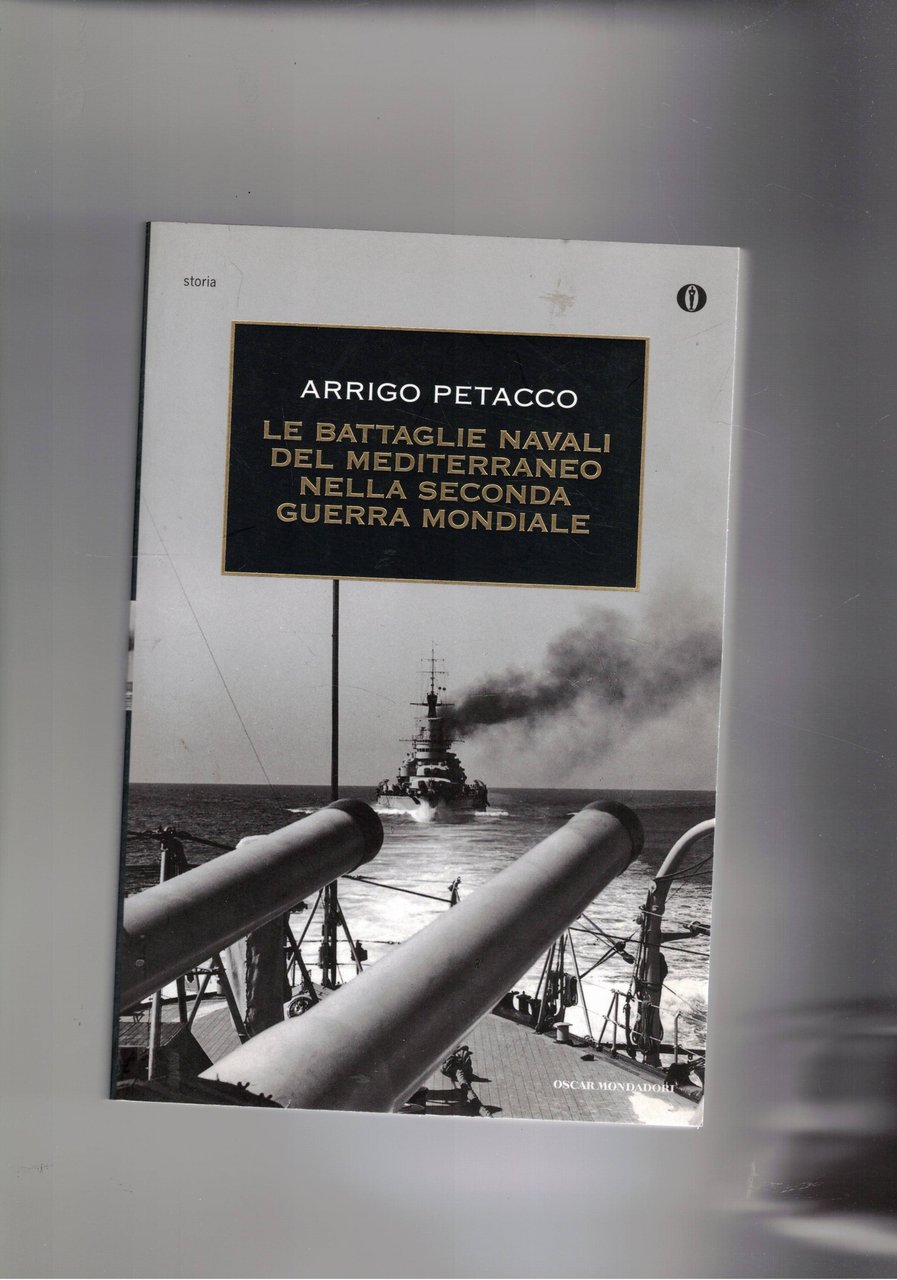 storia
ARRIGO PETACCO
LE BATTAGLIE NAVALI
DEL MEDITERRANEO
NELLA SECONDA
GUERRA MONDIALE
OSCAR MONDADORI